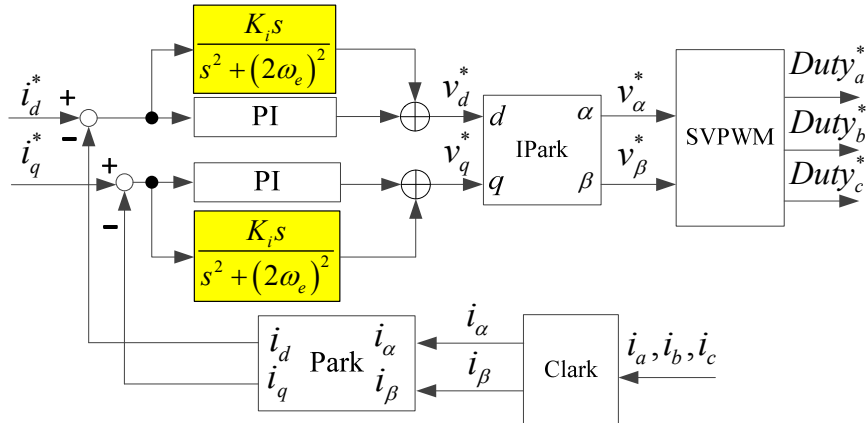 K_i s
s^2 + (2ω_e)^2
i_d^* + −
PI
v_d^*
i_q^* + −
PI
v_q^*
K_i s
s^2 + (2ω_e)^2
d α
IPark
q β
v_α^*
v_β^*
SVPWM
Duty_a^*
Duty_b^*
Duty_c^*
i_d i_α
Park
i_q i_β
i_α
i_β
Clark
i_a, i_b, i_c